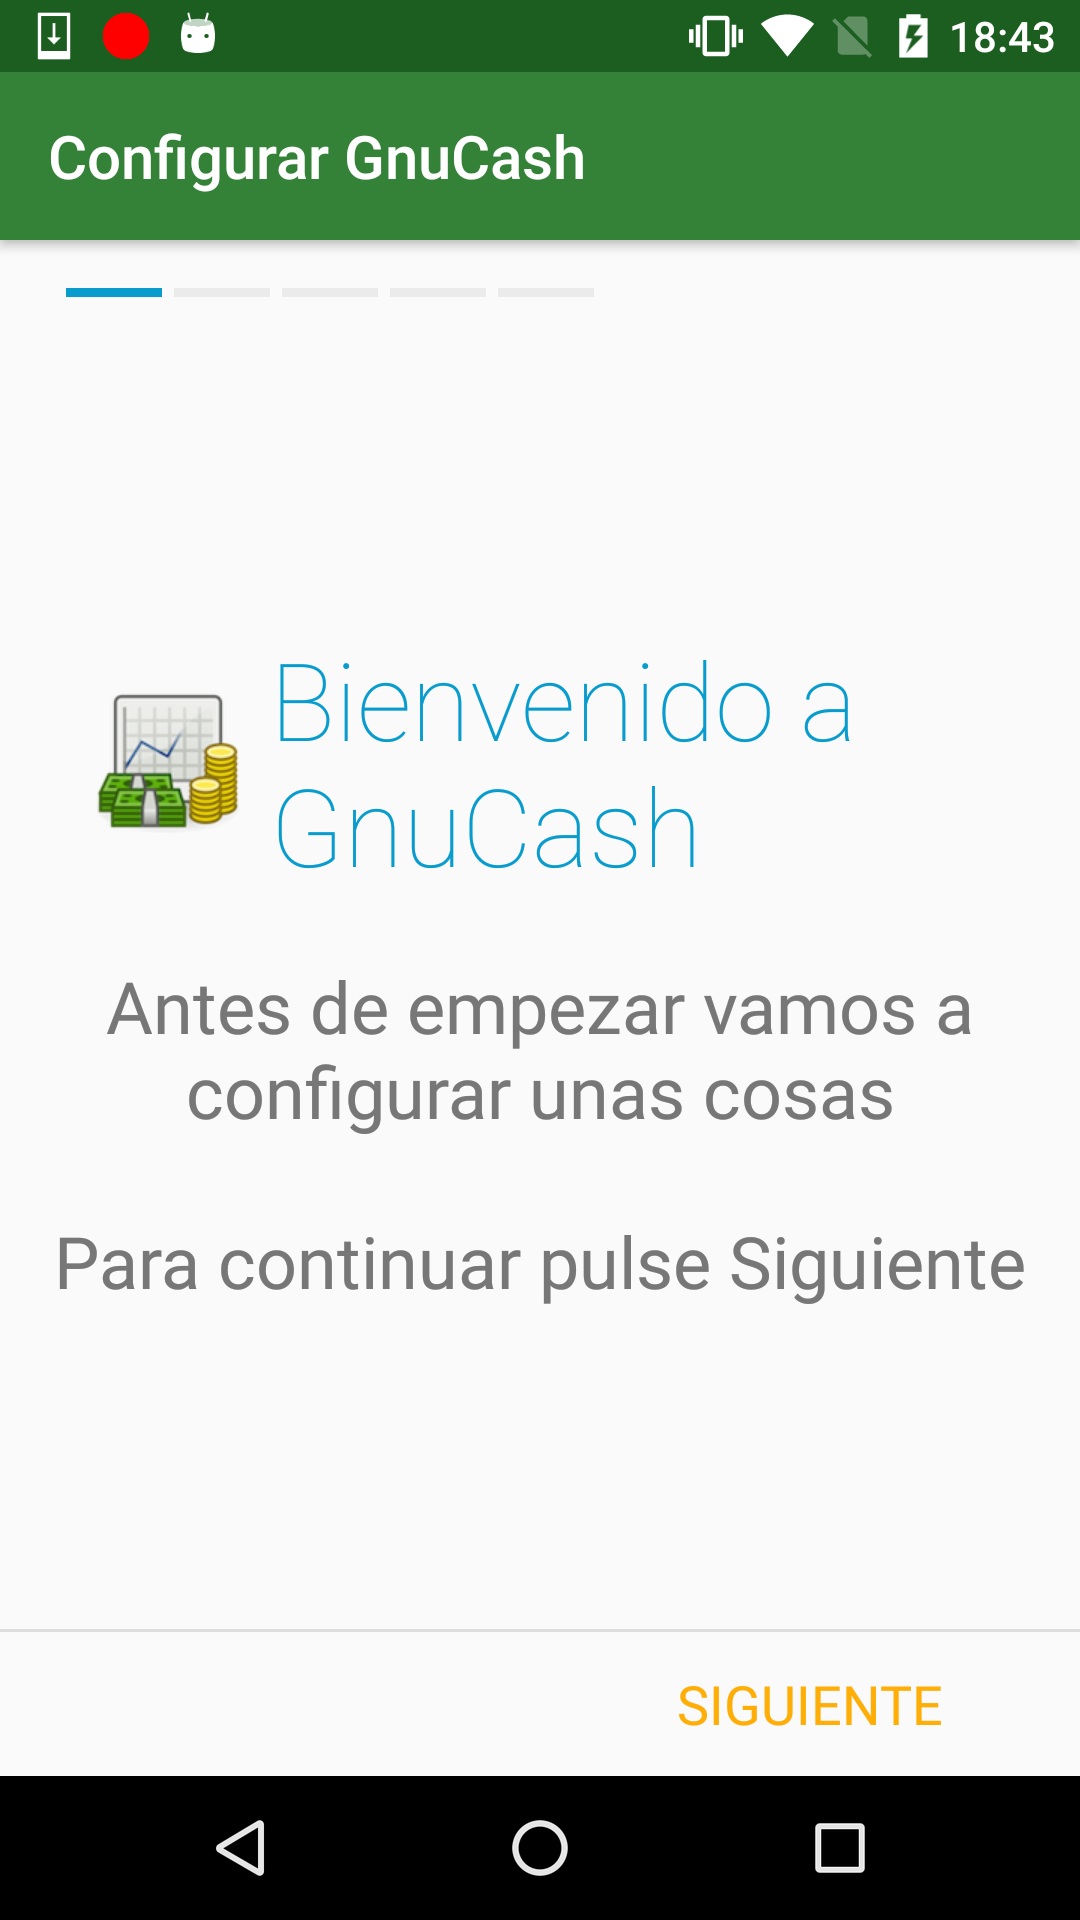 18:43
Configurar GnuCash
Bienvenido a
GnuCash
Antes de empezar vamos a
configurar unas cosas
Para continuar pulse Siguiente
SIGUIENTE